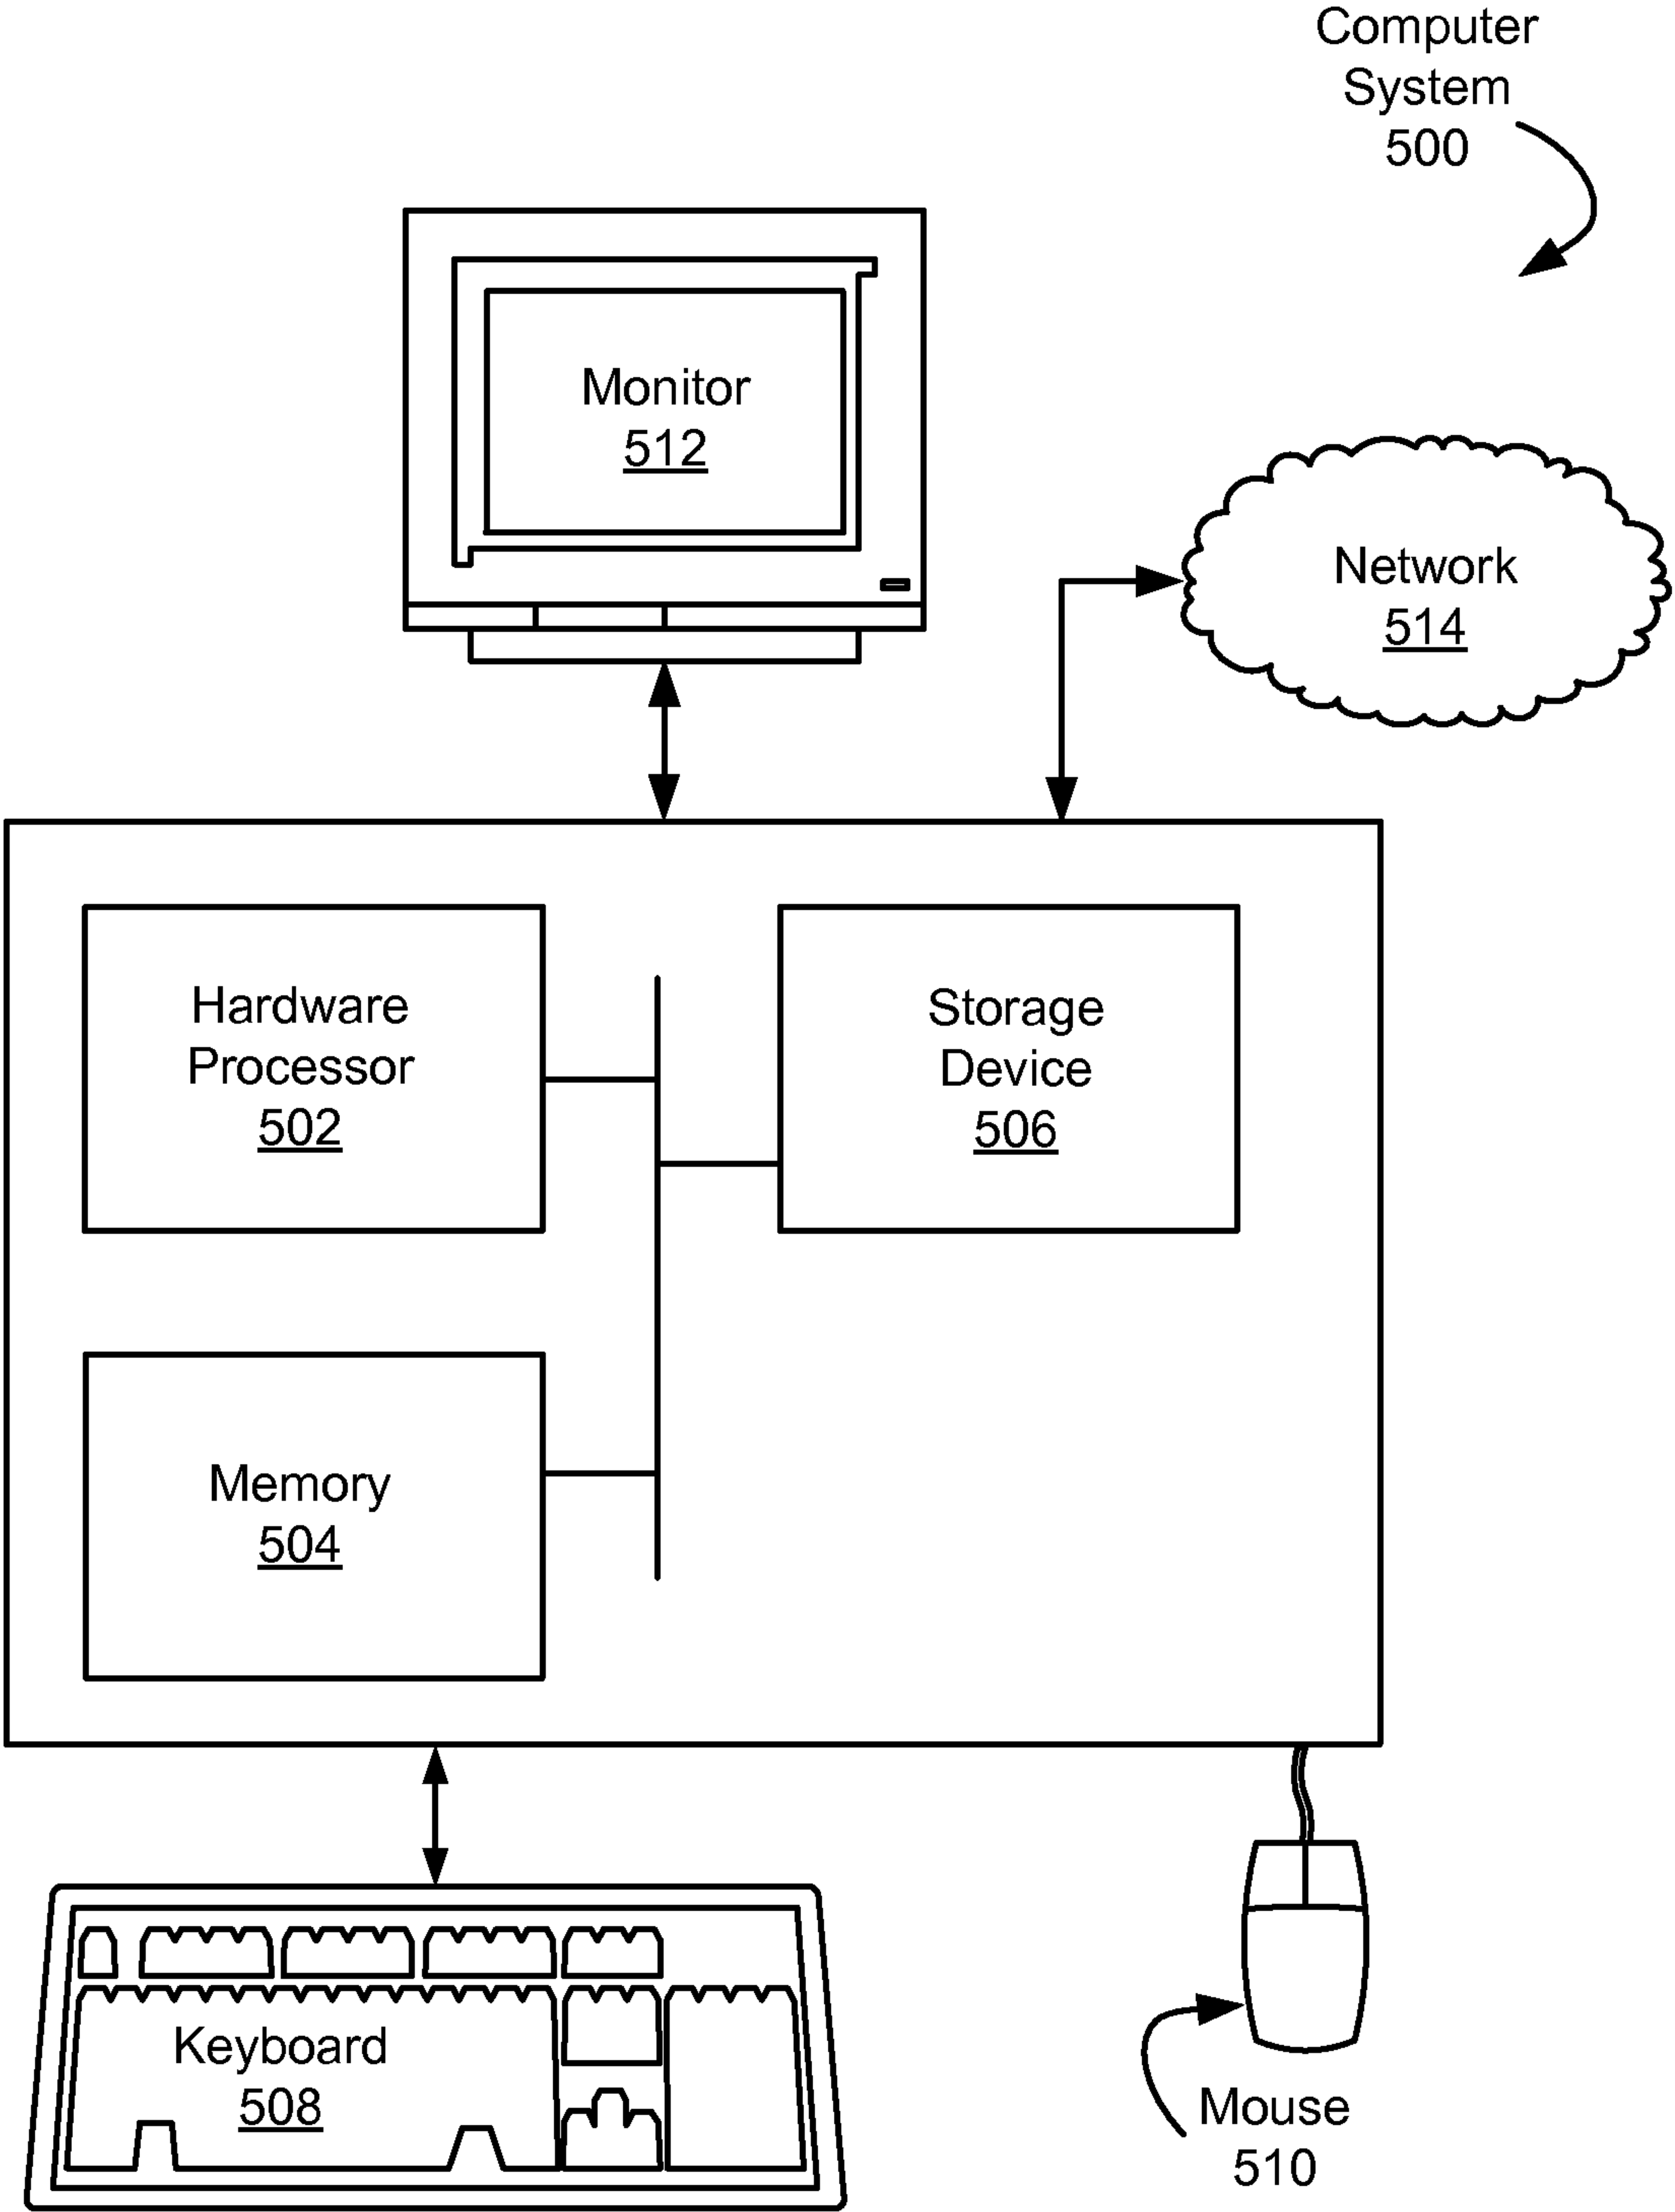 Computer
System
500
Monitor
512
Network
514
Hardware
Processor
502
Storage
Device
506
Memory
504
Keyboard
508
Mouse
510